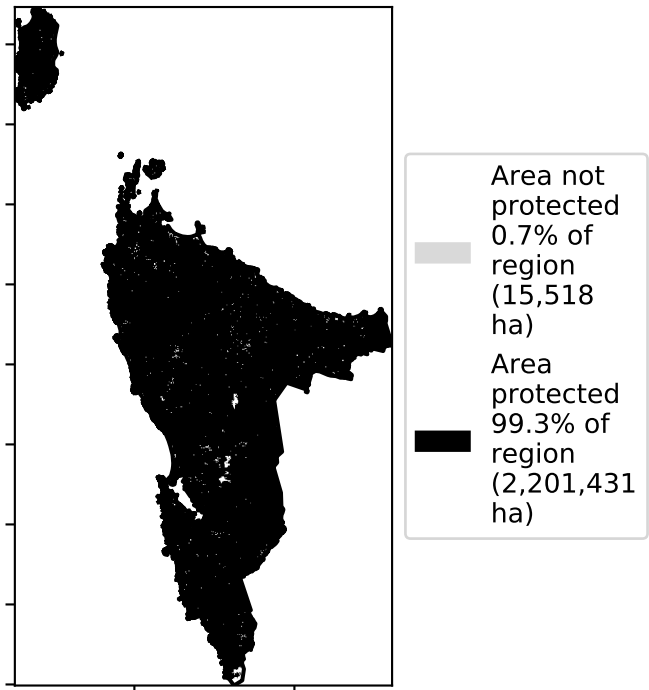 Area not
protected
0.7% of
region
(15,518
ha)
Area
protected
99.3% of
region
(2,201,431
ha)